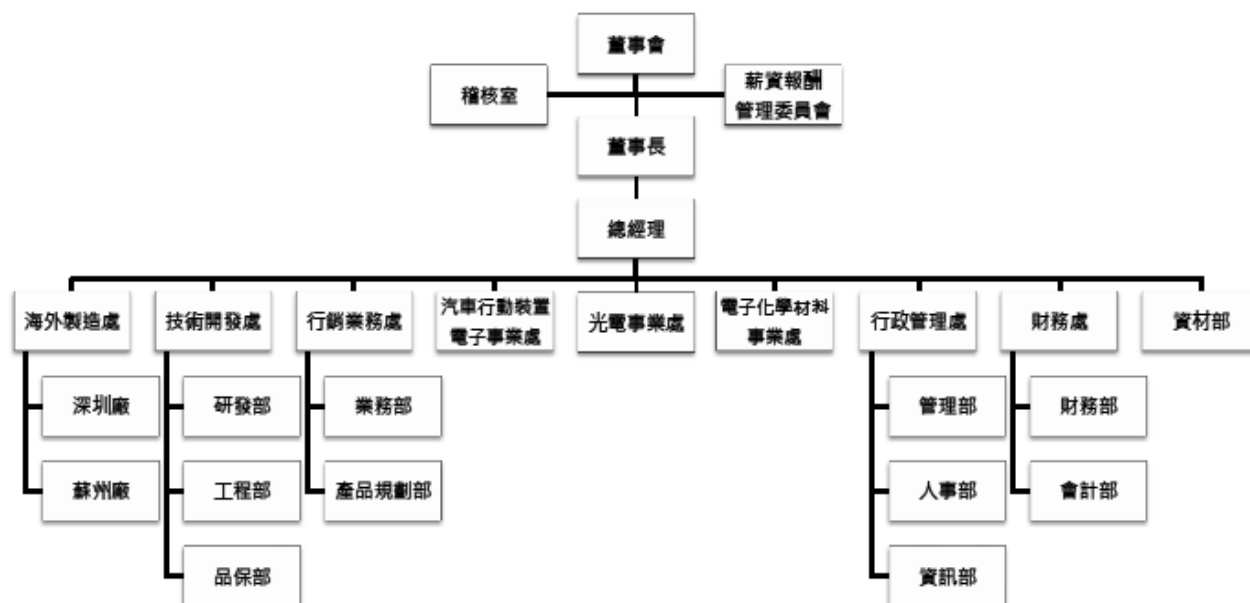 董事會
稽核室
薪資報酬
管理委員會
董事長
總經理
海外製造處
技術開發處
行銷業務處
汽車行動裝置
電子事業處
光電事業處
電子化學材料
事業處
行政管理處
財務處
資材部
深圳廠
研發部
業務部
管理部
財務部
蘇州廠
工程部
產品規劃部
人事部
會計部
品保部
資訊部